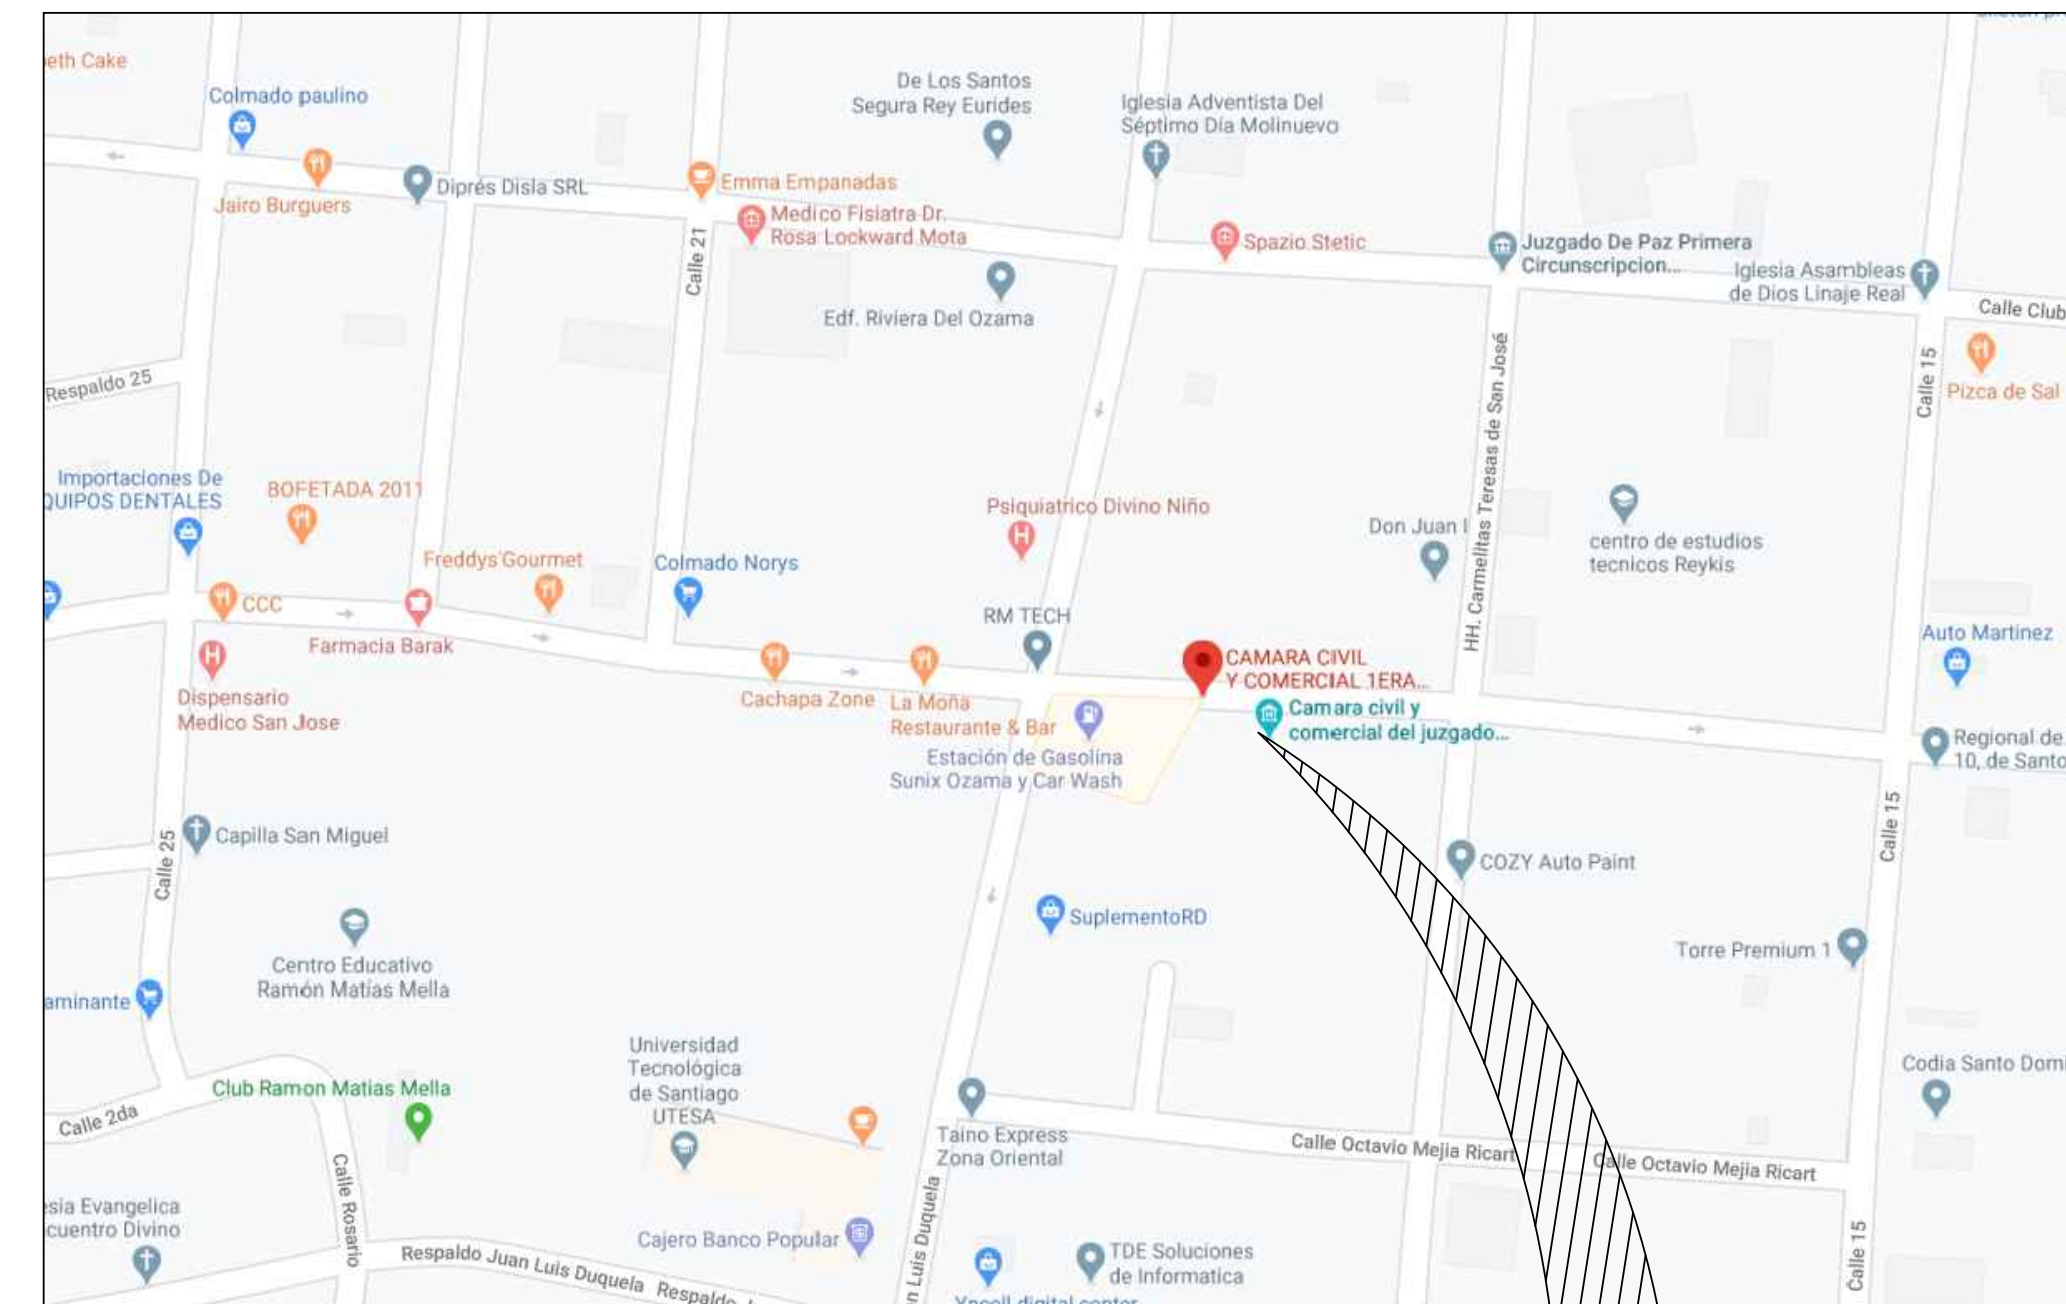 eth Cake
Colmado paulino
De Los Santos
Segura Rey Eurides
Iglesia Adventista Del
Séptimo Día Molinuevo
Jairo Burguers
Diprés Disla SRL
Emma Empanadas
Medico Fisiatra Dr.
Rosa Lockward Mota
Spazio Stetic
Juzgado De Paz Primera
Circunscripcion...
Iglesia Asambleas
de Dios Linaje Real
Calle Club
Calle 21
Edf. Riviera Del Ozama
Respaldo 25
Calle 15
Pizca de Sal
HH. Carmelitas Teresas de San José
Importaciones De
QUIPOS DENTALES
BOFETADA 2011
Psiquiatrico Divino Niño
Don Juan I
centro de estudios
tecnicos Reykis
Freddys Gourmet
Colmado Norys
CCC
RM TECH
Farmacia Barak
Auto Martinez
CAMARA CIVIL
Y COMERCIAL 1ERA...
Dispensario
Medico San Jose
Cachapa Zone
La Moña
Restaurante & Bar
Camara civil y
comercial del juzgado...
Estación de Gasolina
Sunix Ozama y Car Wash
Regional de
10, de Santo
Capilla San Miguel
Calle 25
Calle 15
COZY Auto Paint
SuplementoRD
Torre Premium 1
Centro Educativo
Ramón Matías Mella
aminante
Universidad
Tecnológica
de Santiago
UTESA
Codia Santo Domi
Club Ramon Matias Mella
Calle 2da
Taino Express
Zona Oriental
Calle Octavio Mejia Ricart
Calle Octavio Mejia Ricart
Calle Rosario
esia Evangelica
cuentro Divino
Cajero Banco Popular
n Luis Duquela
TDE Soluciones
de Informatica
Calle 15
Respaldo Juan Luis Duquela
Respaldo